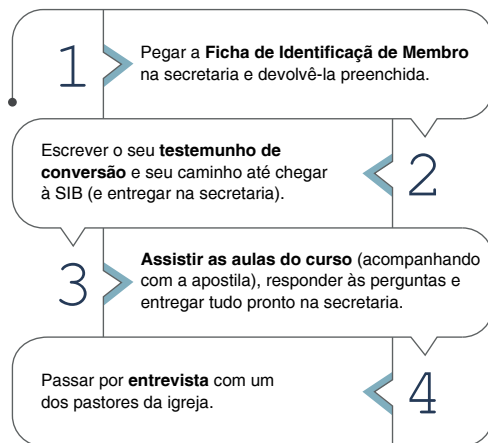 1
Pegar a Ficha de Identificaçã de Membro
na secretaria e devolvê-la preenchida.
Escrever o seu testemunho de
conversão e seu caminho até chegar
à SIB (e entregar na secretaria).
2
3
Assistir as aulas do curso (acompanhando
com a apostila), responder às perguntas e
entregar tudo pronto na secretaria.
Passar por entrevista com um
dos pastores da igreja.
4